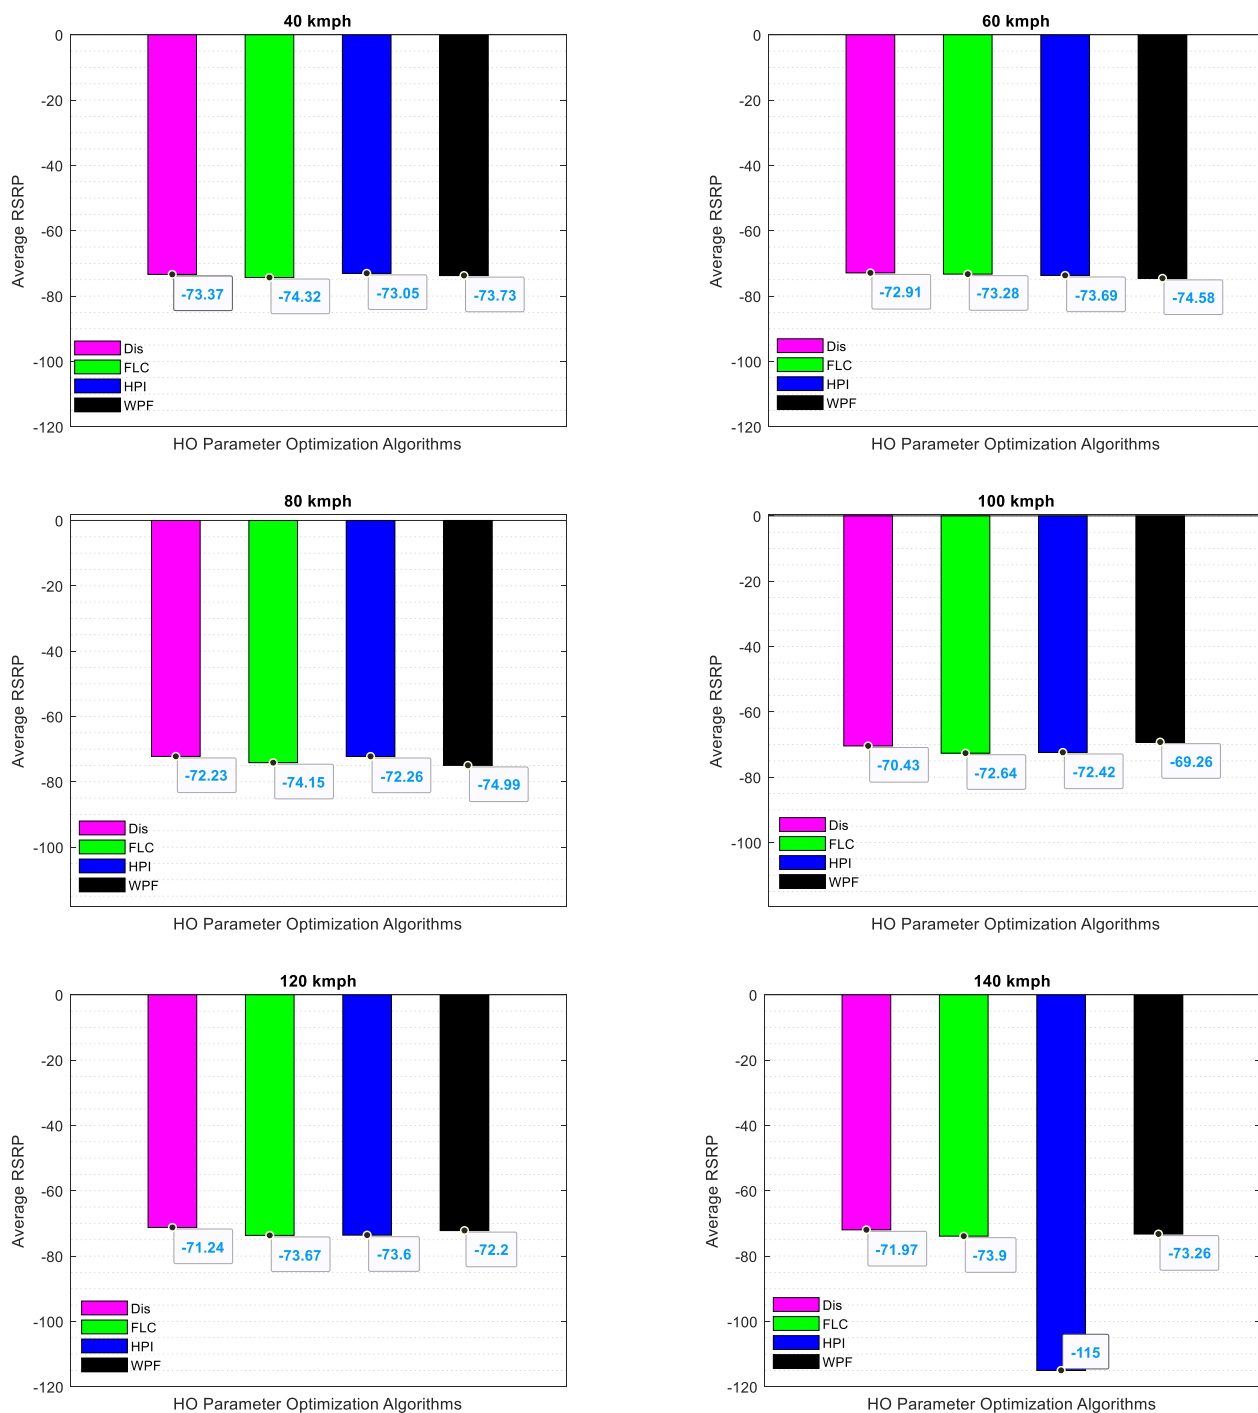 40 kmph
0
-20
-40
-60
-80
-100
-120
Average RSRP
-73.37
-74.32
-73.05
-73.73
Dis
FLC
HPI
WPF
HO Parameter Optimization Algorithms
60 kmph
0
-20
-40
-60
-80
-100
-120
Average RSRP
-72.91
-73.28
-73.69
-74.58
Dis
FLC
HPI
WPF
HO Parameter Optimization Algorithms
80 kmph
0
-20
-40
-60
-80
-100
Average RSRP
-72.23
-74.15
-72.26
-74.99
Dis
FLC
HPI
WPF
HO Parameter Optimization Algorithms
100 kmph
0
-20
-40
-60
-80
-100
Average RSRP
-70.43
-72.64
-72.42
-69.26
Dis
FLC
HPI
WPF
HO Parameter Optimization Algorithms
120 kmph
0
-20
-40
-60
-80
-100
-120
Average RSRP
-71.24
-73.67
-73.6
-72.2
Dis
FLC
HPI
WPF
HO Parameter Optimization Algorithms
140 kmph
0
-20
-40
-60
-80
-100
-120
Average RSRP
-71.97
-73.9
-115
-73.26
Dis
FLC
HPI
WPF
HO Parameter Optimization Algorithms